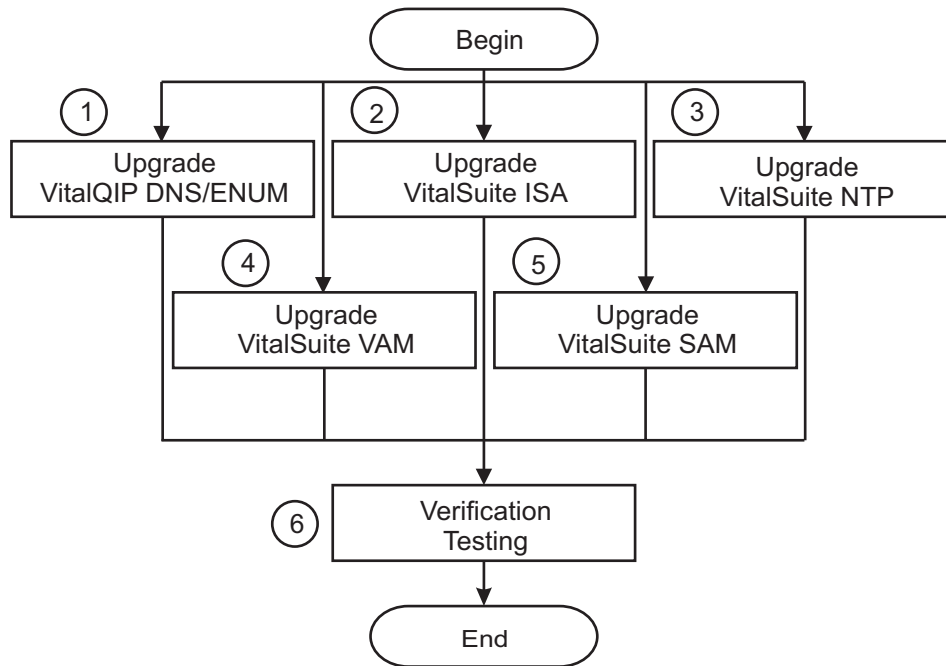 Begin
1
2
3
Upgrade
VitalQIP DNS/ENUM
Upgrade
VitalSuite ISA
Upgrade
VitalSuite NTP
4
5
Upgrade
VitalSuite VAM
Upgrade
VitalSuite SAM
6
Verification
Testing
End